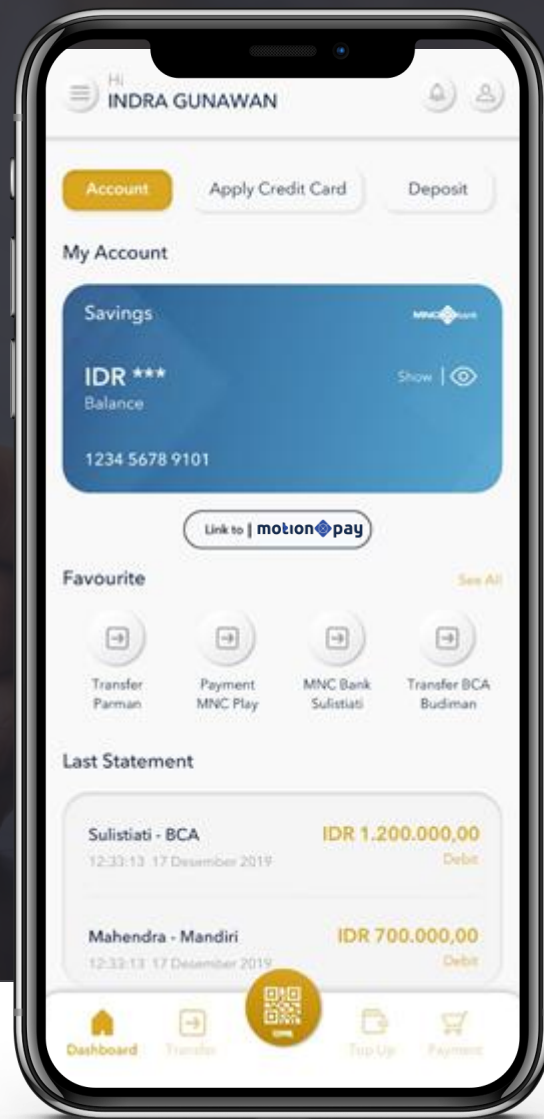 Hi
INDRA GUNAWAN
Account Apply Credit Card Deposit
My Account
Savings MNC bank
IDR ***
Show |
Balance
1234 5678 9101
Link to | motion pay
Favourite See All
Transfer Parman
Payment MNC Play
MNC Bank Sulistiati
Transfer BCA Budiman
Last Statement
Sulistiati - BCA IDR 1.200.000,00
12:33:13 17 Desember 2019 Debit
Mahendra - Mandiri IDR 700.000,00
12:33:13 17 Desember 2019 Debit
Dashboard Transfer Top Up Payment